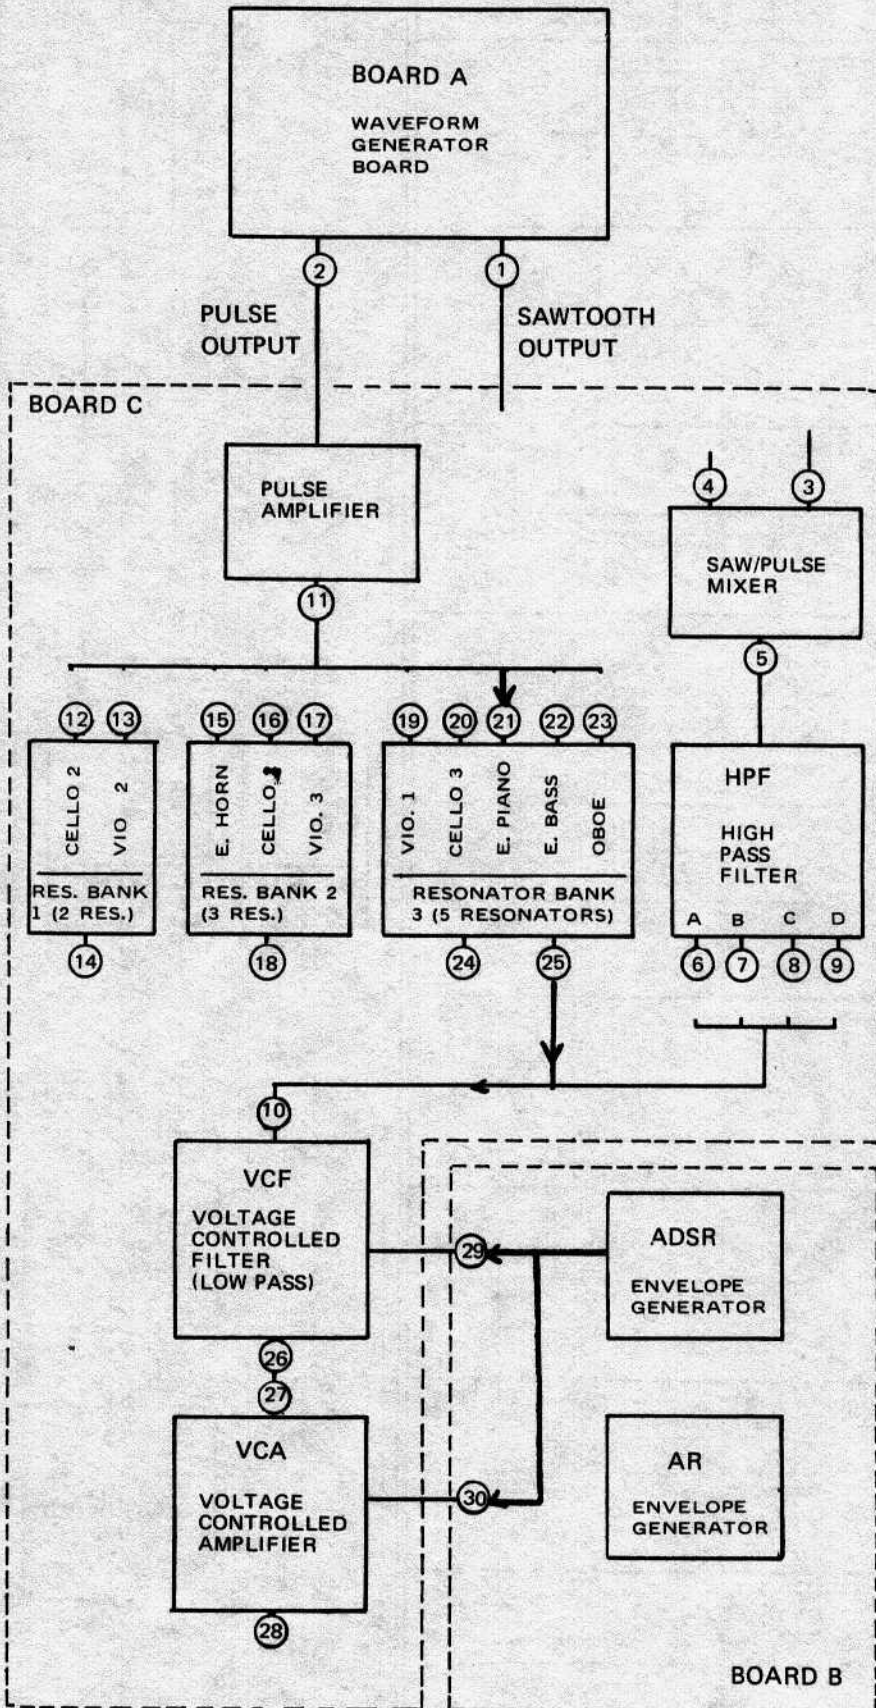 BOARD A
WAVEFORM
GENERATOR
BOARD
2
1
PULSE
OUTPUT
SAWTOOTH
OUTPUT
BOARD C
PULSE
AMPLIFIER
11
4
3
SAW/PULSE
MIXER
5
12
13
CELLO 2
VIO 2
RES. BANK
1 (2 RES.)
14
15
16
17
E. HORN
CELLO
VIO. 3
RES. BANK 2
(3 RES.)
18
19
20
21
22
23
VIO. 1
CELLO 3
E. PIANO
E. BASS
OBOE
RESONATOR BANK
3 (5 RESONATORS)
24
25
HPF
HIGH
PASS
FILTER
A B C D
6
7
8
9
10
VCF
VOLTAGE
CONTROLLED
FILTER
(LOW PASS)
29
ADSR
ENVELOPE
GENERATOR
26
27
VCA
VOLTAGE
CONTROLLED
AMPLIFIER
30
AR
ENVELOPE
GENERATOR
28
BOARD B